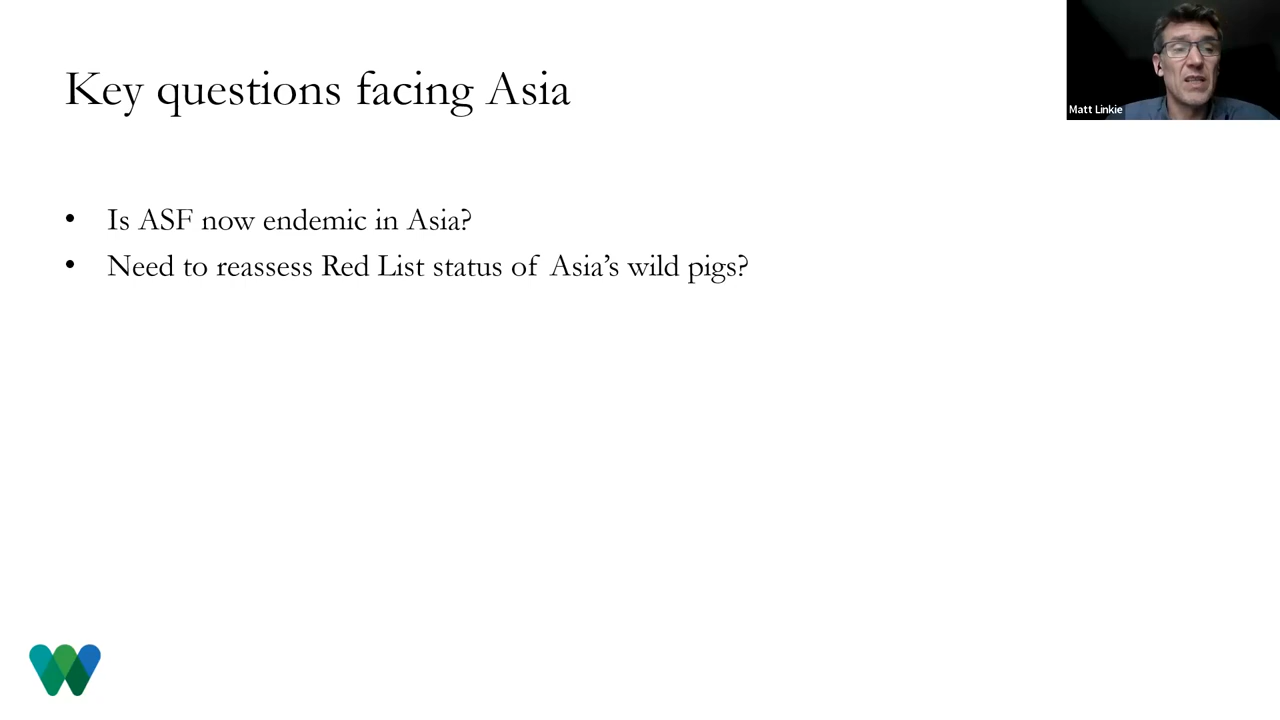 Key questions facing Asia
Matt Linkie
• Is ASF now endemic in Asia?
• Need to reassess Red List status of Asia’s wild pigs?